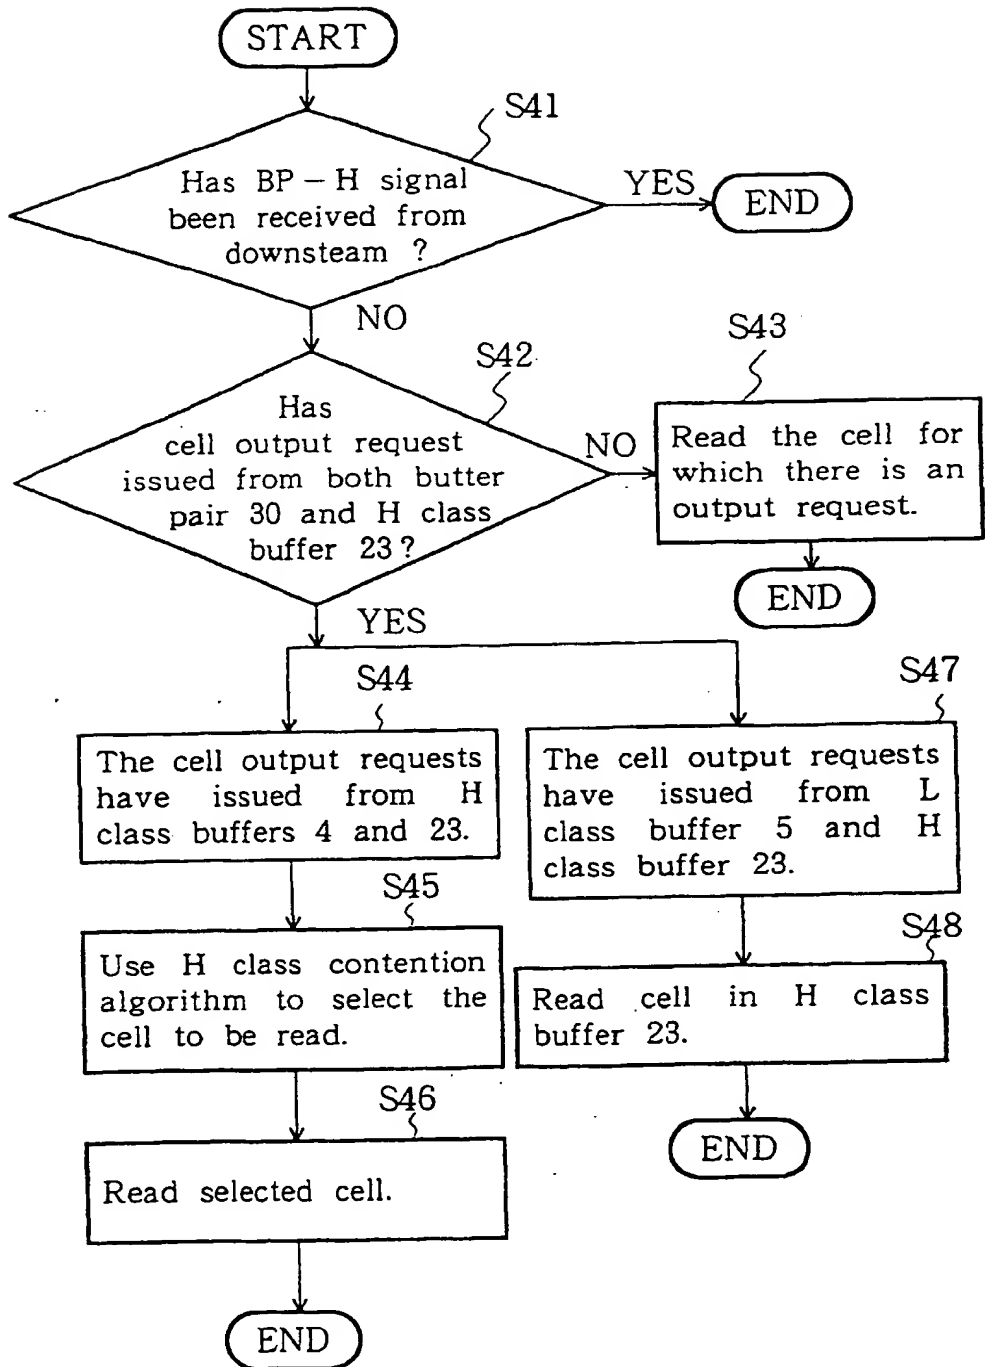 START
S41
Has BP-H signal
been received from
downsteam ?
YES
END
NO
S42
Has
cell output request
issued from both butter
pair 30 and H class
buffer 23?
NO
S43
Read the cell for
which there is an
output request.
END
YES
S44
The cell output requests
have issued from H
class buffers 4 and 23.
S45
Use H class contention
algorithm to select the
cell to be read.
S46
Read selected cell.
END
S47
The cell output requests
have issued from L
class buffer 5 and H
class buffer 23.
S48
Read cell in H class
buffer 23.
END